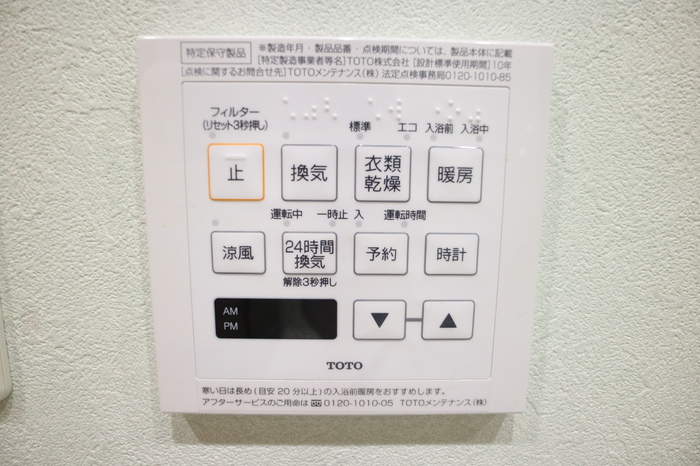 特定保守製品 ※製造年月・製品品番・点検期間については、製品本体に記載
[特定製造事業者等名]TOTO株式会社 [設計標準使用期間]10年
[点検に関するお問合せ先]TOTOメンテナンス(株) 法定点検事務局0120-1010-85
フィルター
(リセット3秒押し) 標準 エコ 入浴前 入浴中
止 換気 衣類乾燥 暖房
運転中 一時止 入 運転時間
涼風 24時間換気 予約 時計
解除3秒押し
AM
PM
▼ ▲
TOTO
寒い日は長め(目安20分以上)の入浴前暖房をおすすめします。
アフターサービスのご用命は 0120-1010-05 TOTOメンテナンス(株)